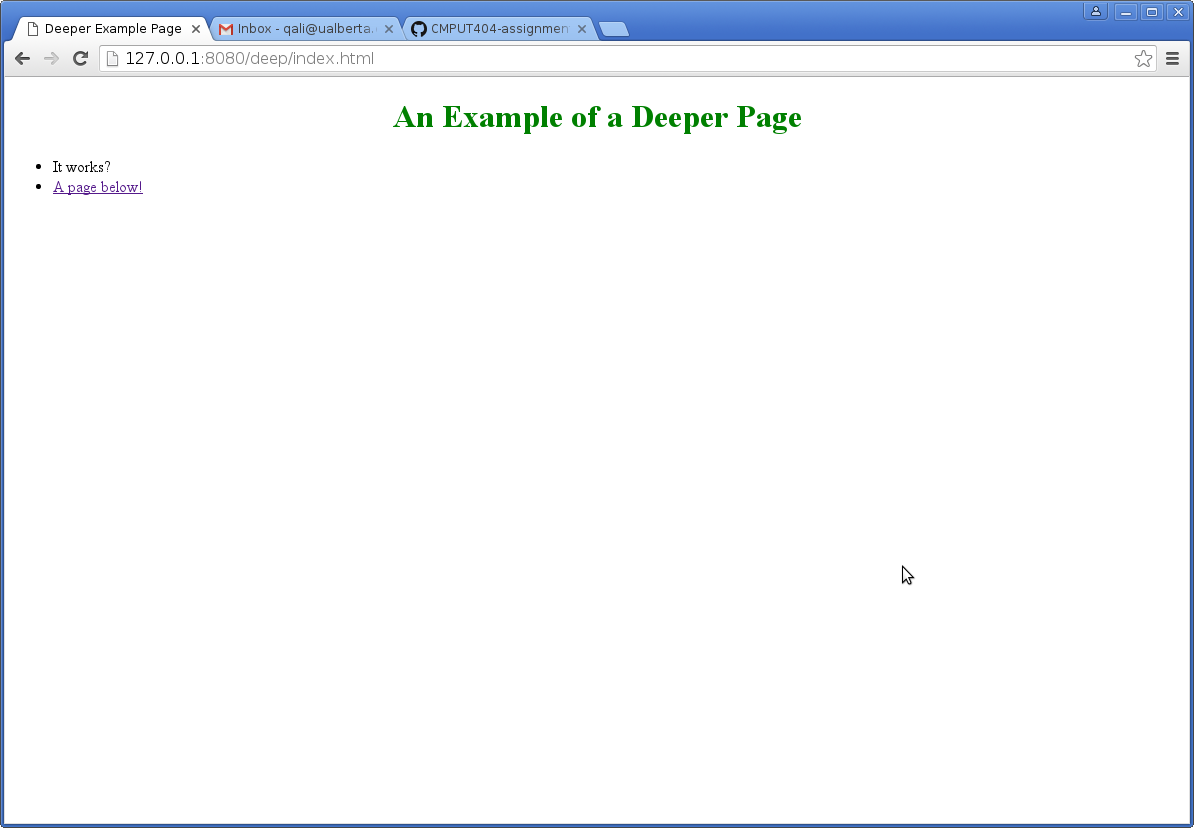 Deeper Example Page
Inbox - qali@ualberta.
CMPUT404-assignmen
127.0.0.1:8080/deep/index.html
An Example of a Deeper Page
It works?
A page below!